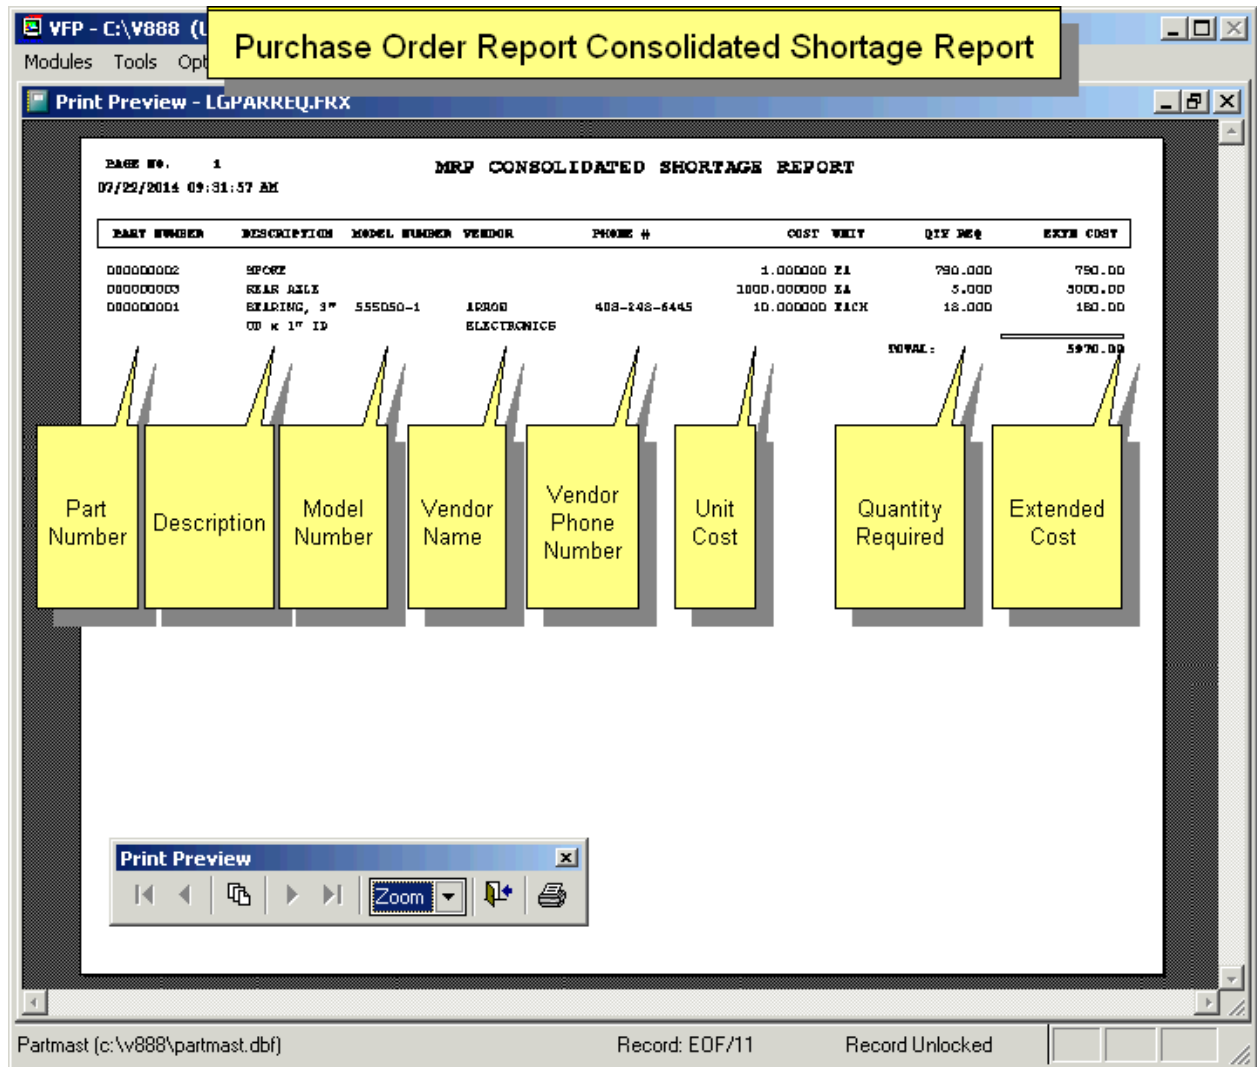 VFP - C:\V888 (L
Purchase Order Report Consolidated Shortage Report
Modules Tools Opt
Print Preview - LGPARREQ.FRX
PAGE NO. 1 MRP CONSOLIDATED SHORTAGE REPORT
07/22/2014 09:31:57 AM
PART NUMBER DESCRIPTION MODEL NUMBER VENDOR PHONE # COST UNIT QTY REQ EXTN COST
000000002 SPORT 1.000000 EA 790.000 790.00
000000003 REAR AXLE 1000.000000 EA 5.000 5000.00
000000001 BEARING, 3" 555050-1 ARROW 408-248-6445 10.000000 EACH 18.000 180.00
OD x 1" ID ELECTRONICS
TOTAL: 5970.00
Part Number
Description
Model Number
Vendor Name
Vendor Phone Number
Unit Cost
Quantity Required
Extended Cost
Print Preview
Zoom
Partmast (c:\v888\partmast.dbf) Record: EOF/11 Record Unlocked